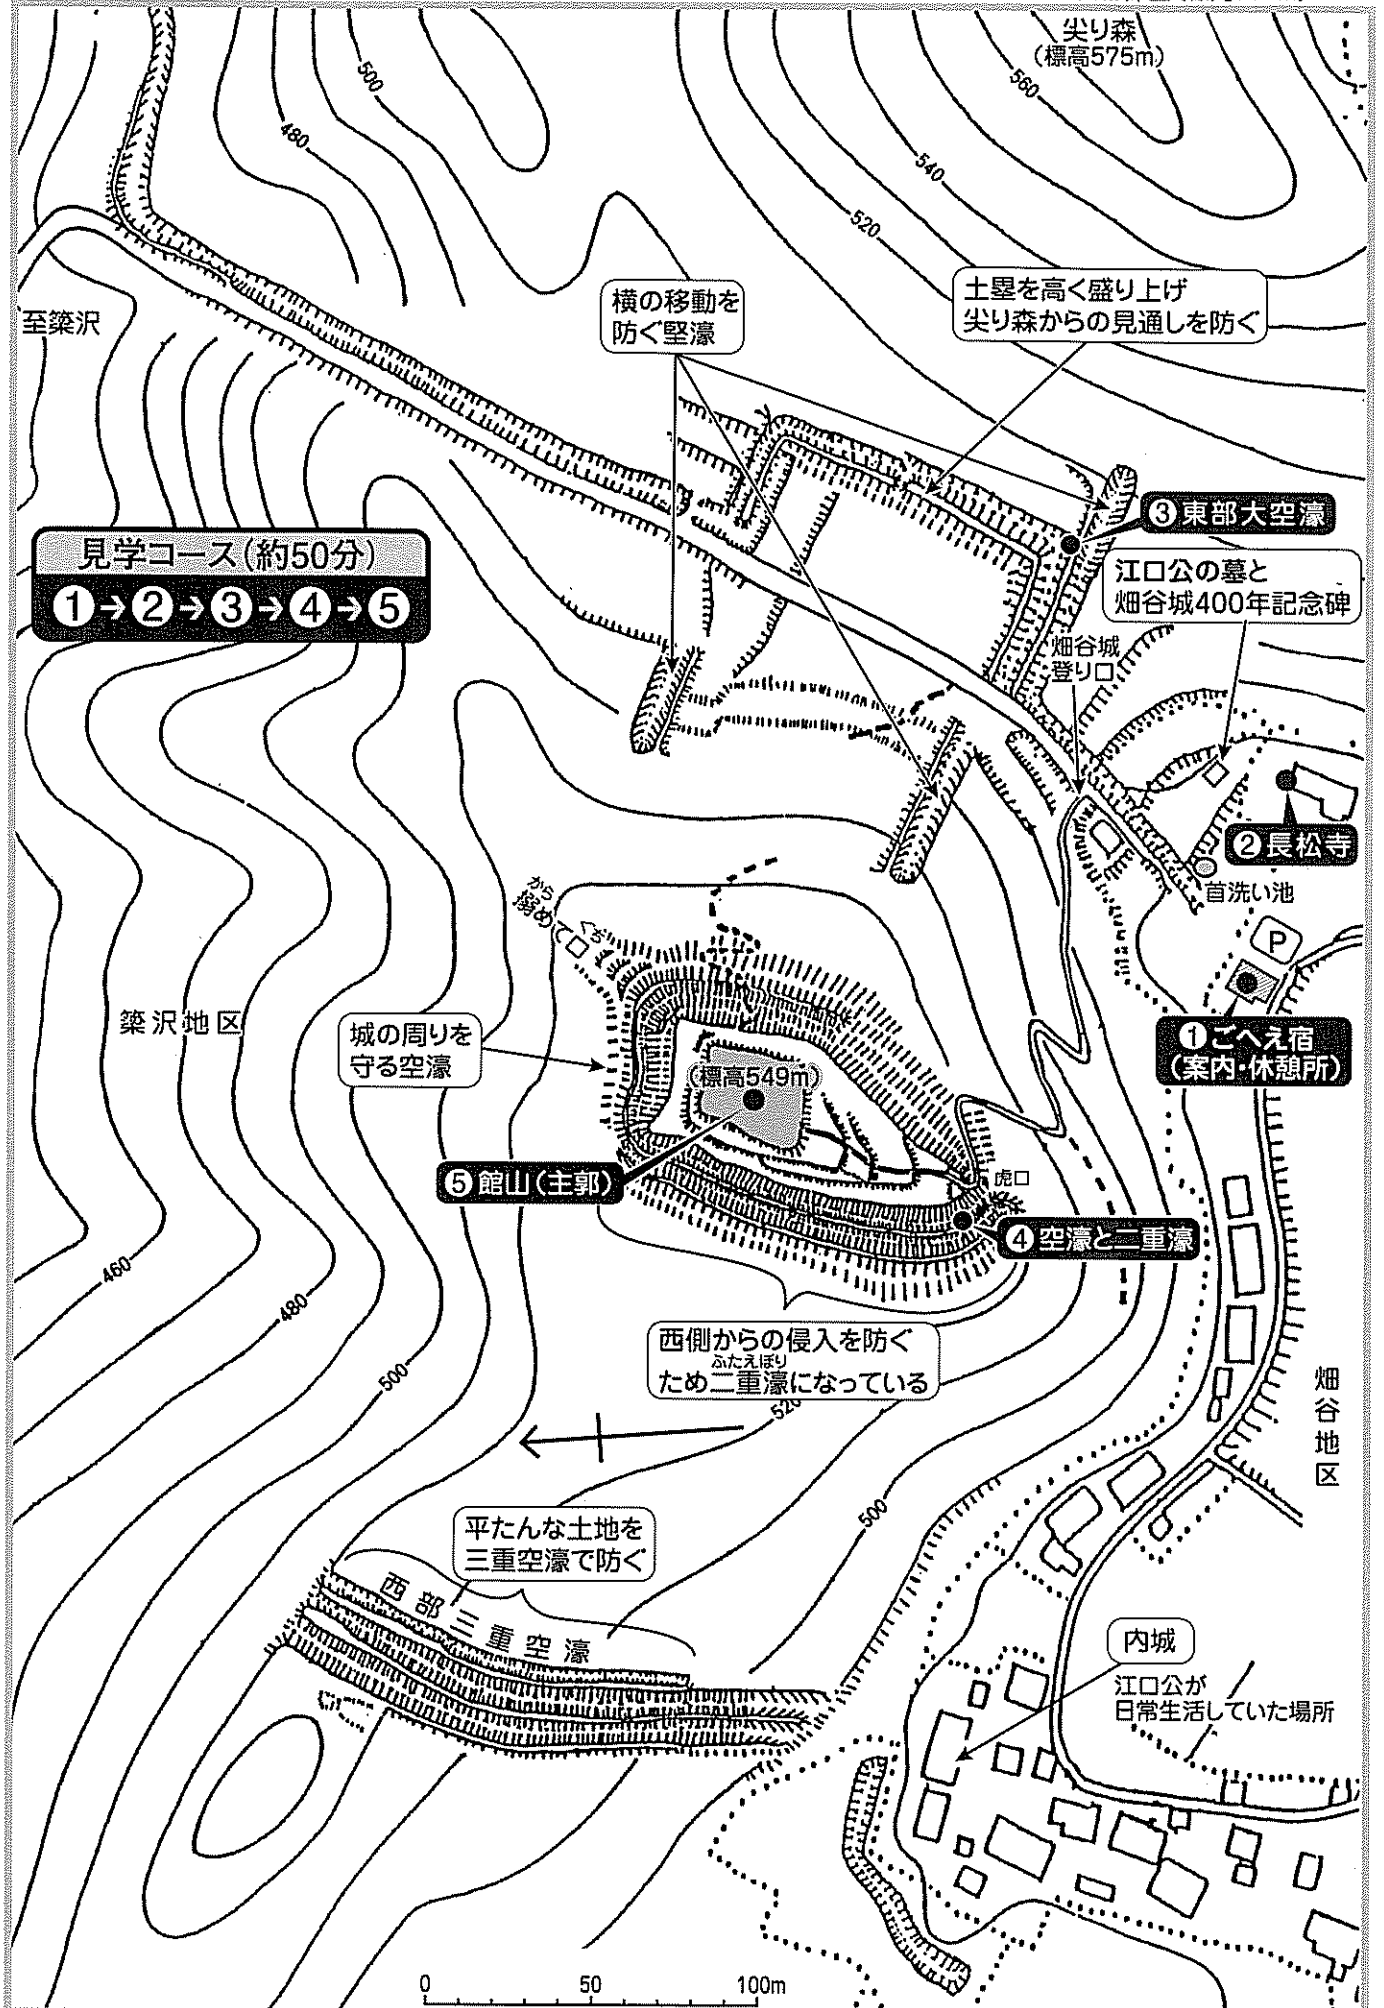 尖り森
(標高575m)
500
480
560
540
520
至簗沢
横の移動を
防ぐ堅濠
土塁を高く盛り上げ
尖り森からの見通しを防ぐ
見学コース(約50分)
①→②→③→④→⑤
③東部大空濠
江口公の墓と
畑谷城400年記念碑
畑谷城
登り口
②長松寺
首洗い池
P
①ごへえ宿
(案内・休憩所)
から
搦めて
ぐち
簗沢地区
城の周りを
守る空濠
(標高549m)
⑤館山(主郭)
虎口
④空濠と二重濠
460
480
500
西側からの侵入を防ぐ
ふたえぼり
ため二重濠になっている
520
畑谷地区
500
平たんな土地を
三重空濠で防ぐ
西部三重空濠
内城
江口公が
日常生活していた場所
0 50 100m